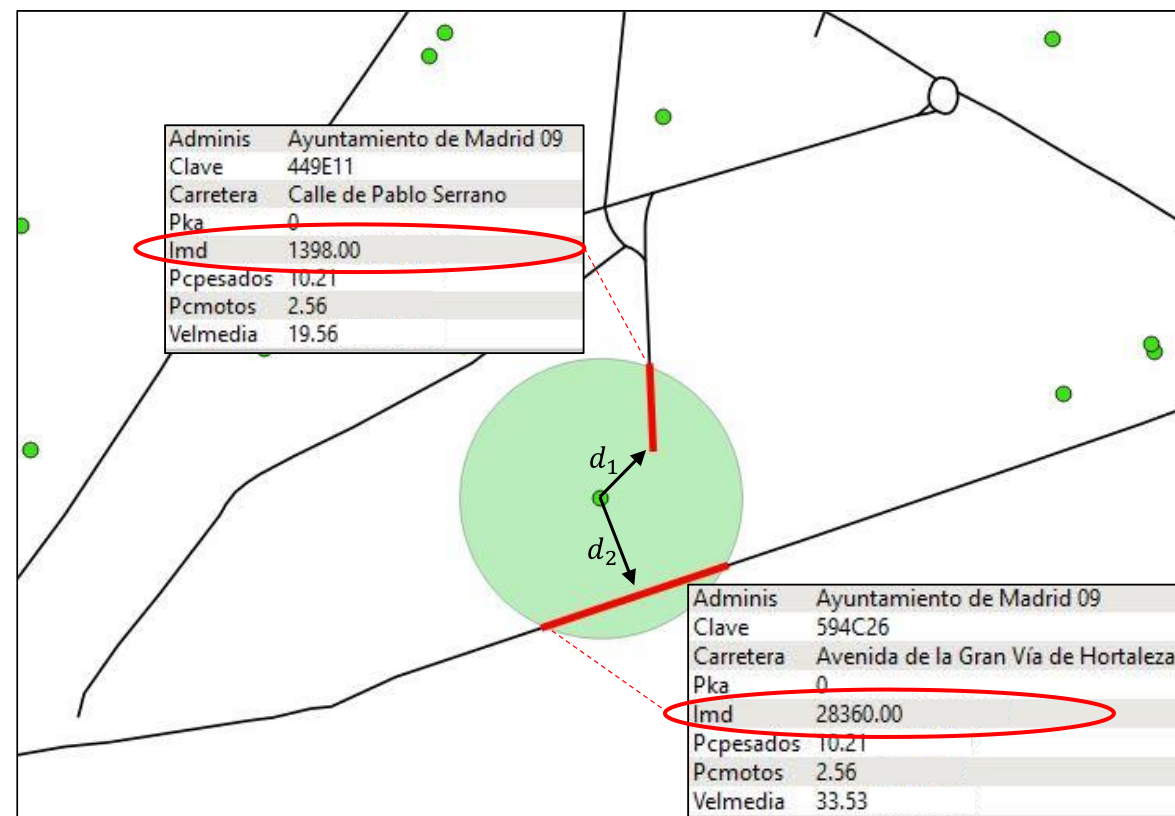 Adminis Ayuntamiento de Madrid 09
Clave 449E11
Carretera Calle de Pablo Serrano
Pka 0
Imd 1398.00
Pcpesados 10.21
Pcmotos 2.56
Velmedia 19.56
d₁
d₂
Adminis Ayuntamiento de Madrid 09
Clave 594C26
Carretera Avenida de la Gran Vía de Hortaleza
Pka 0
Imd 28360.00
Pcpesados 10.21
Pcmotos 2.56
Velmedia 33.53